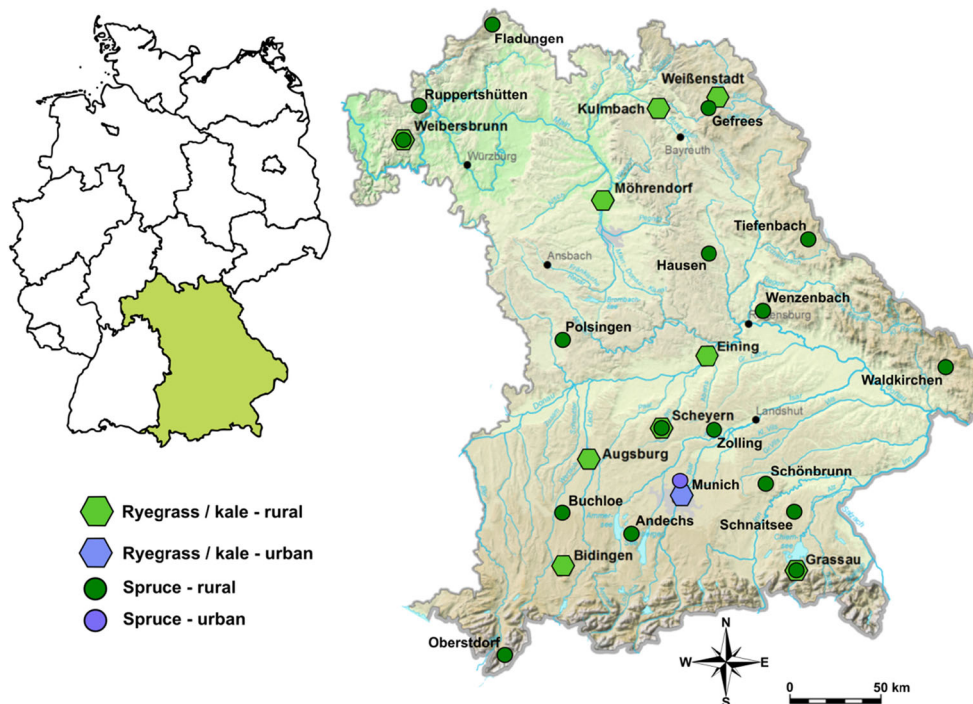 Fladungen
Weißenstadt
Ruppertshütten
Kulmbach
Gefrees
Weibersbrunn
Bayreuth
Würzburg
Möhrendorf
Tiefenbach
Ansbach
Hausen
Wenzenbach
Regensburg
Polsingen
Eining
Waldkirchen
Scheyern
Landshut
Zolling
Augsburg
Munich
Schönbrunn
Buchloe
Andechs
Schnaitsee
Bidingen
Grassau
Oberstdorf
Ryegrass / kale - rural
Ryegrass / kale - urban
Spruce - rural
Spruce - urban
N
W E
S
0 50 km